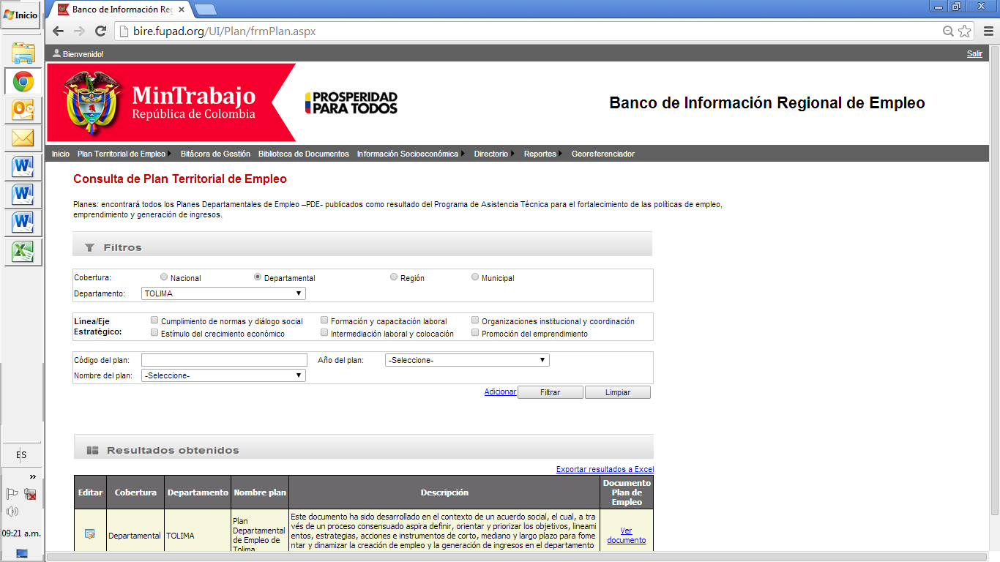 Inicio
Banco de Información Reg
bire.fupad.org/UI/Plan/frmPlan.aspx
Bienvenido!
Salir
MinTrabajo
República de Colombia
PROSPERIDAD
PARA TODOS
Banco de Información Regional de Empleo
Inicio Plan Territorial de Empleo Bitácora de Gestión Biblioteca de Documentos Información Socioeconómica Directorio Reportes Georeferenciador
Consulta de Plan Territorial de Empleo
Planes: encontrará todos los Planes Departamentales de Empleo –PDE- publicados como resultado del Programa de Asistencia Técnica para el fortalecimiento de las políticas de empleo,
emprendimiento y generación de ingresos.
Filtros
Cobertura: Nacional Departamental Región Municipal
Departamento: TOLIMA
Línea/Eje
Estratégico:
Cumplimiento de normas y diálogo social Formación y capacitación laboral Organizaciones institucional y coordinación
Estímulo del crecimiento económico Intermediación laboral y colocación Promoción del emprendimiento
Código del plan: Año del plan: -Seleccione-
Nombre del plan: -Seleccione-
Adicionar Filtrar Limpiar
Resultados obtenidos
Exportar resultados a Excel
Editar Cobertura Departamento Nombre plan Descripción Documento
Plan de
Empleo
Departamental TOLIMA
Plan
Departamental
de Empleo de
Tolima
Este documento ha sido desarrollado en el contexto de un acuerdo social, el cual, a tra
vés de un proceso consensuado aspira definir, orientar y priorizar los objetivos, lineami
entos, estrategias, acciones e instrumentos de corto, mediano y largo plazo para fome
ntar y dinamizar la creación de empleo y la generación de ingresos en el departamento
Ver
documento
ES
09:21 a.m.